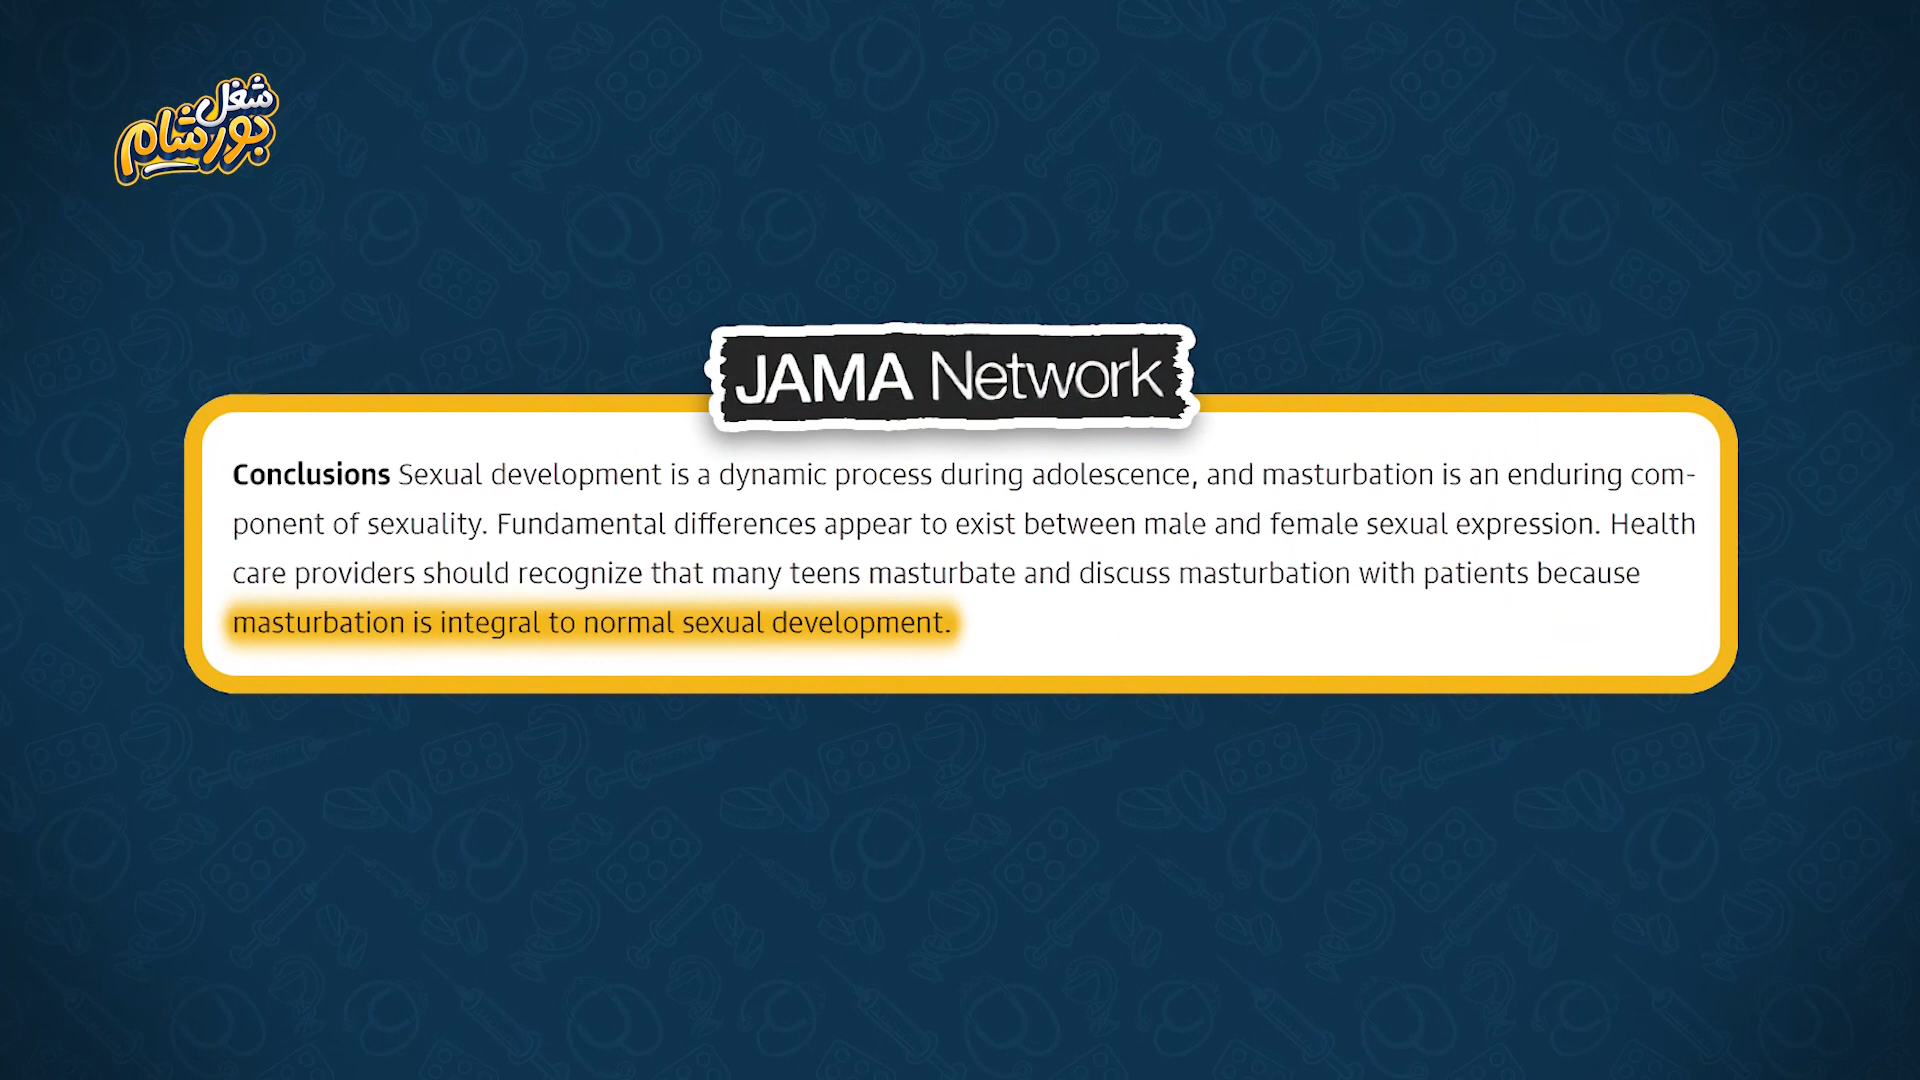 شغل
بورشام
JAMA Network
Conclusions Sexual development is a dynamic process during adolescence, and masturbation is an enduring com-
ponent of sexuality. Fundamental differences appear to exist between male and female sexual expression. Health
care providers should recognize that many teens masturbate and discuss masturbation with patients because
masturbation is integral to normal sexual development.